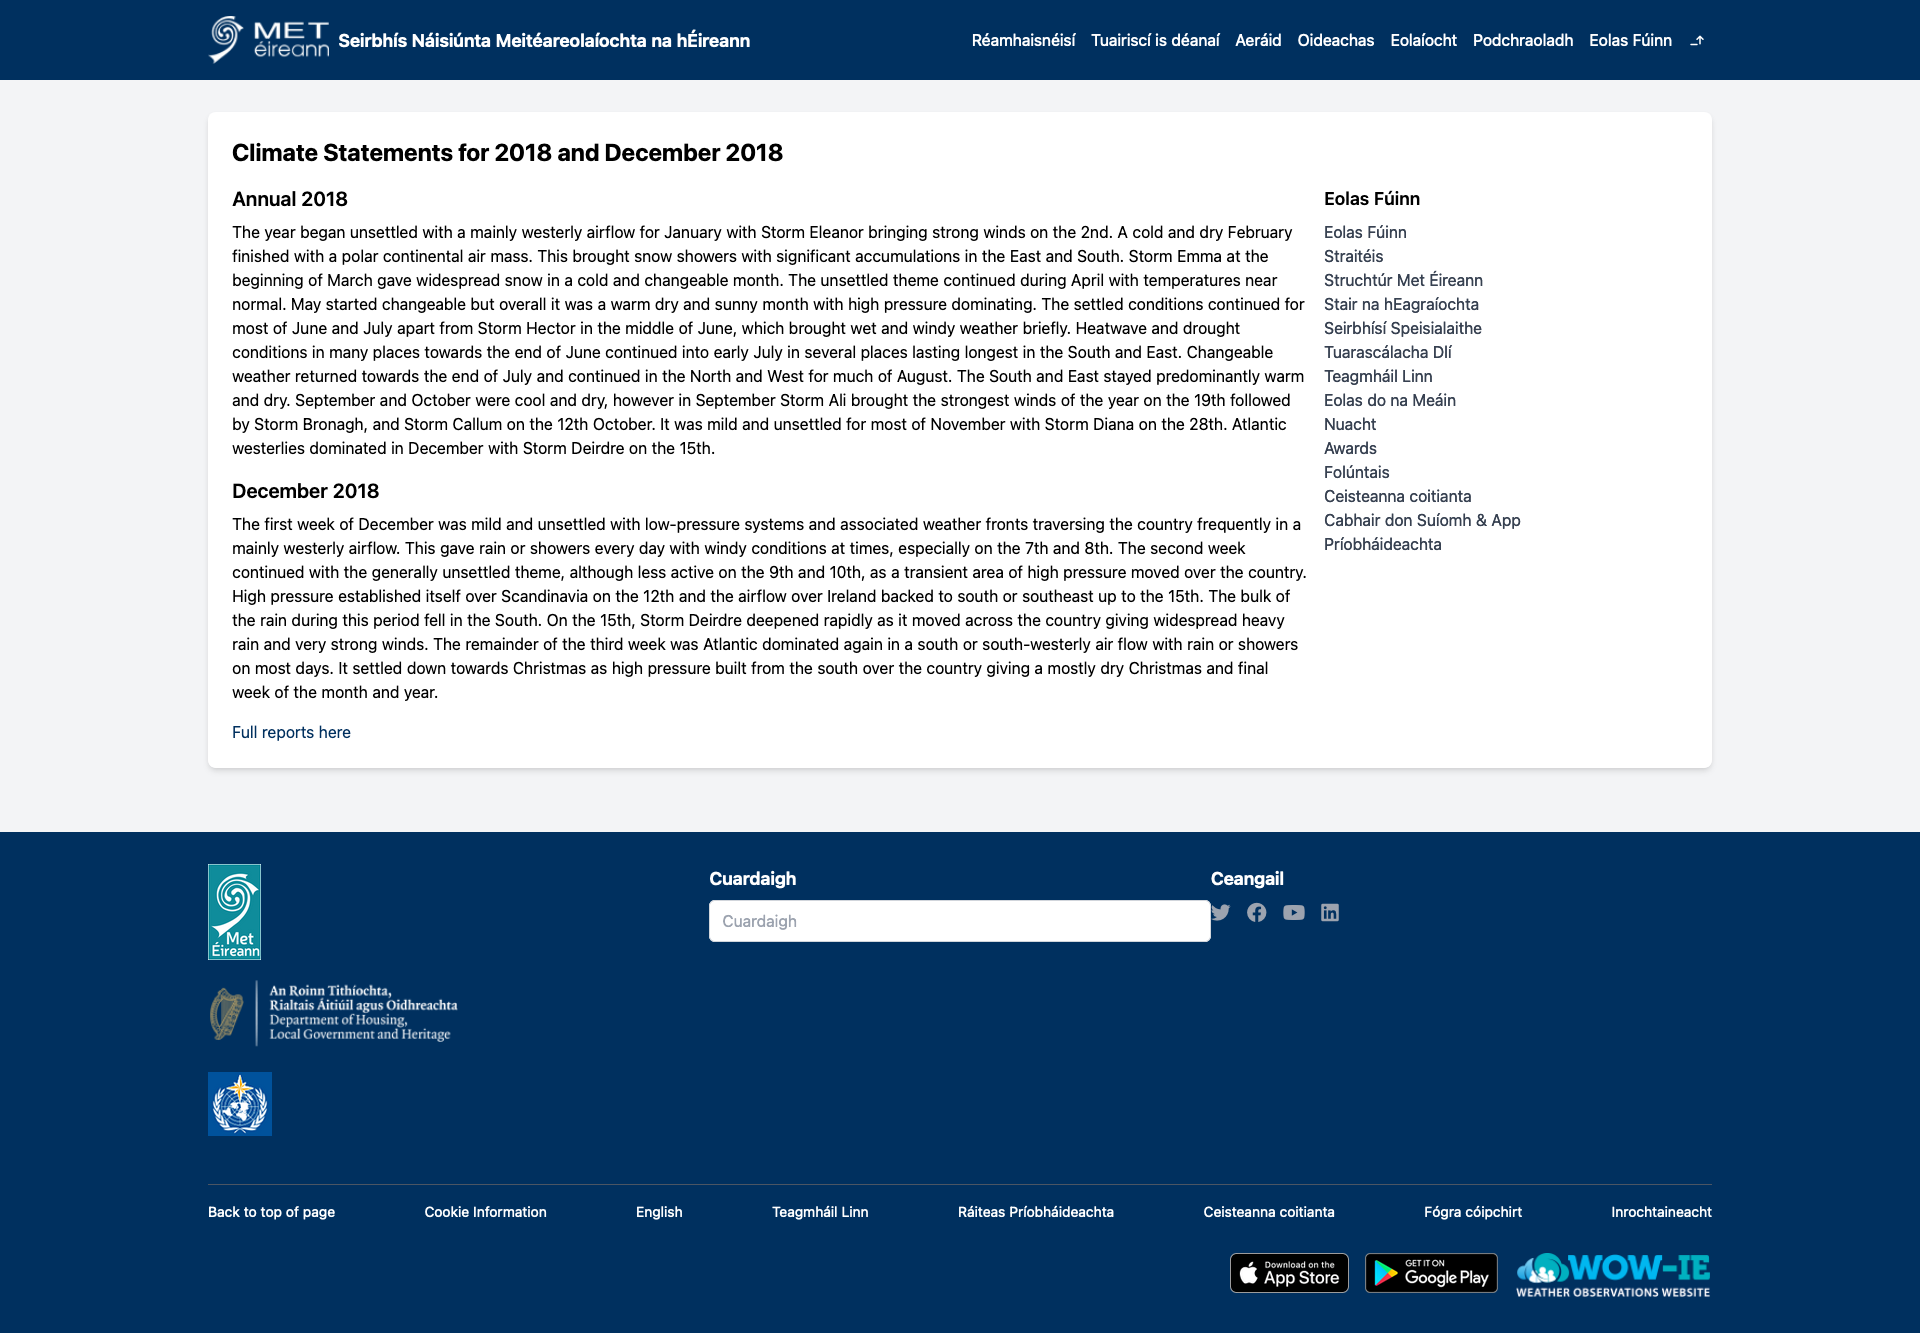 MET
éireann
Seirbhís Náisiúnta Meitéareolaíochta na hÉireann
Réamhaisnéisí
Tuairiscí is déanaí
Aeráid
Oideachas
Eolaíocht
Podchraoladh
Eolas Fúinn
Climate Statements for 2018 and December 2018
Annual 2018
The year began unsettled with a mainly westerly airflow for January with Storm Eleanor bringing strong winds on the 2nd. A cold and dry February
finished with a polar continental air mass. This brought snow showers with significant accumulations in the East and South. Storm Emma at the
beginning of March gave widespread snow in a cold and changeable month. The unsettled theme continued during April with temperatures near
normal. May started changeable but overall it was a warm dry and sunny month with high pressure dominating. The settled conditions continued for
most of June and July apart from Storm Hector in the middle of June, which brought wet and windy weather briefly. Heatwave and drought
conditions in many places towards the end of June continued into early July in several places lasting longest in the South and East. Changeable
weather returned towards the end of July and continued in the North and West for much of August. The South and East stayed predominantly warm
and dry. September and October were cool and dry, however in September Storm Ali brought the strongest winds of the year on the 19th followed
by Storm Bronagh, and Storm Callum on the 12th October. It was mild and unsettled for most of November with Storm Diana on the 28th. Atlantic
westerlies dominated in December with Storm Deirdre on the 15th.
December 2018
The first week of December was mild and unsettled with low-pressure systems and associated weather fronts traversing the country frequently in a
mainly westerly airflow. This gave rain or showers every day with windy conditions at times, especially on the 7th and 8th. The second week
continued with the generally unsettled theme, although less active on the 9th and 10th, as a transient area of high pressure moved over the country.
High pressure established itself over Scandinavia on the 12th and the airflow over Ireland backed to south or southeast up to the 15th. The bulk of
the rain during this period fell in the South. On the 15th, Storm Deirdre deepened rapidly as it moved across the country giving widespread heavy
rain and very strong winds. The remainder of the third week was Atlantic dominated again in a south or south-westerly air flow with rain or showers
on most days. It settled down towards Christmas as high pressure built from the south over the country giving a mostly dry Christmas and final
week of the month and year.
Full reports here
Eolas Fúinn
Eolas Fúinn
Straitéis
Struchtúr Met Éireann
Stair na hEagraíochta
Seirbhísí Speisialaithe
Tuarascálacha Dlí
Teagmháil Linn
Eolas do na Meáin
Nuacht
Awards
Folúntais
Ceisteanna coitianta
Cabhair don Suíomh & App
Príobháideachta
Met
Éireann
An Roinn Tithíochta,
Rialtais Áitiúil agus Oidhreachta
Department of Housing,
Local Government and Heritage
Cuardaigh
Cuardaigh
Ceangail
Back to top of page
Cookie Information
English
Teagmháil Linn
Ráiteas Príobháideachta
Ceisteanna coitianta
Fógra cóipchirt
Inrochtaineacht
Download on the
App Store
GET IT ON
Google Play
WOW-IE
WEATHER OBSERVATIONS WEBSITE